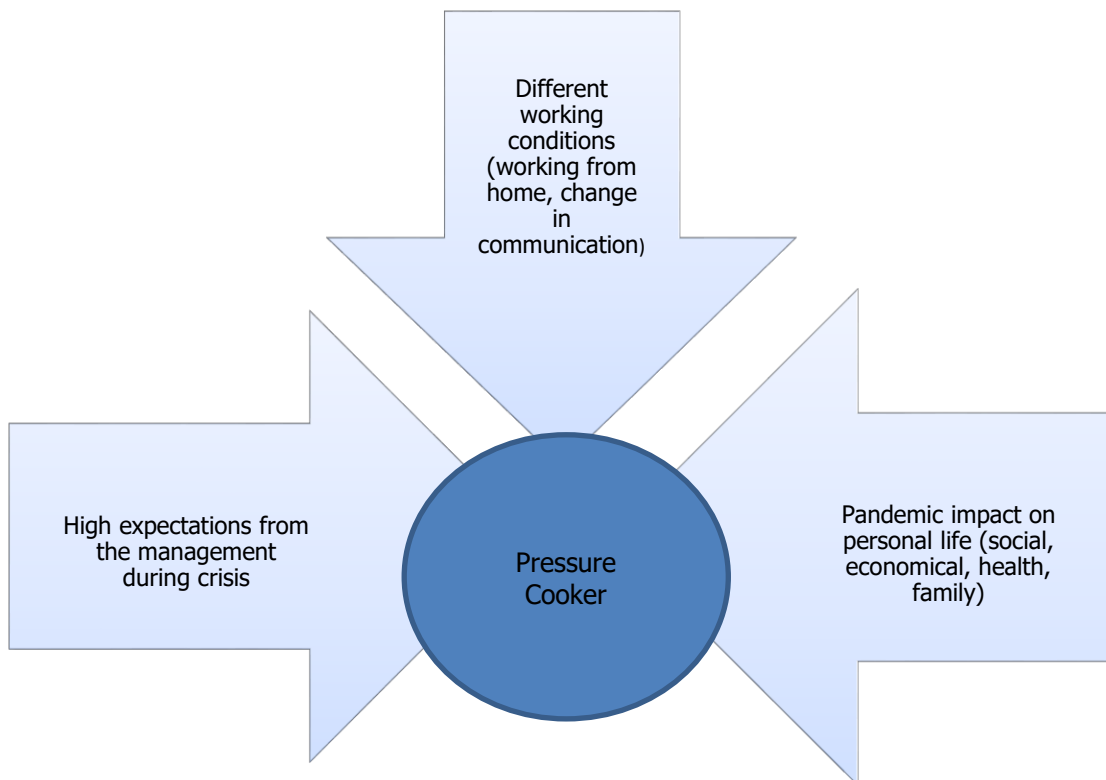 Different
working
conditions
(working from
home, change
in
communication)
High expectations from
the management
during crisis
Pressure
Cooker
Pandemic impact on
personal life (social,
economical, health,
family)